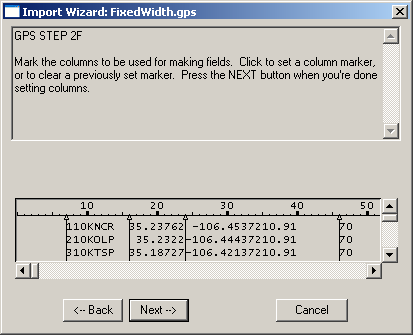 Import Wizard: FixedWidth.gps
GPS STEP 2F
Mark the columns to be used for making fields. Click to set a column marker,
or to clear a previously set marker. Press the NEXT button when you're done
setting columns.
10 20 30 40 50
110KNCR 35.23762 -106.4537210.91 70
210KOLP 35.2322-106.44437210.91 70
310KTSP 35.18727-106.42137210.91 70
<-- Back Next --> Cancel